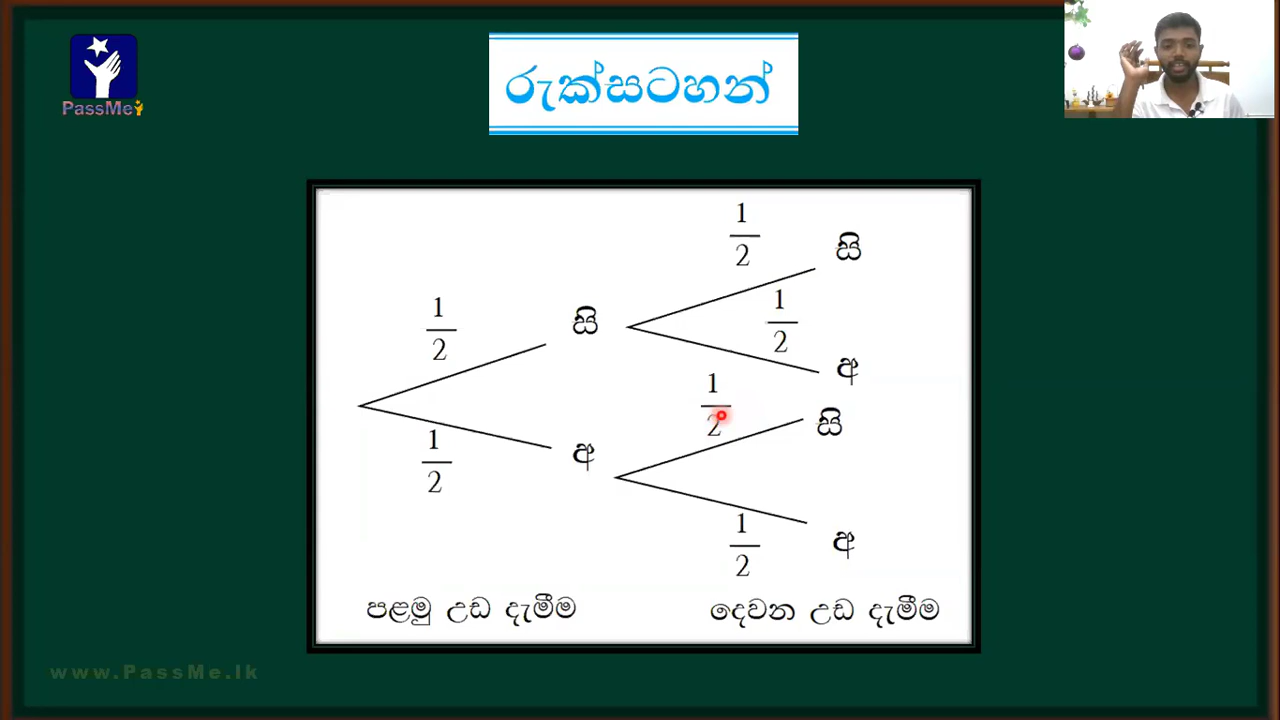 PassMe
රුක්සටහන්
1/2
සි
1/2
සි
1/2
අ
1/2
සි
1/2
අ
1/2
අ
පළමු උඩ දැමීම
දෙවන උඩ දැමීම
www.PassMe.lk